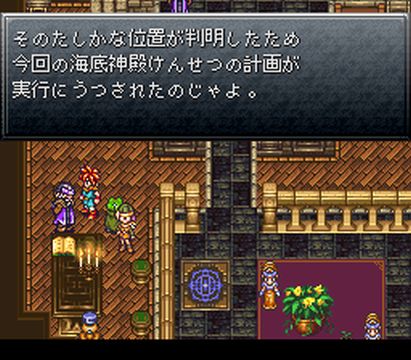 そのたしかな位置が判明したため
今回の海底神殿けんせつの計画が
実行にうつされたのじゃよ。